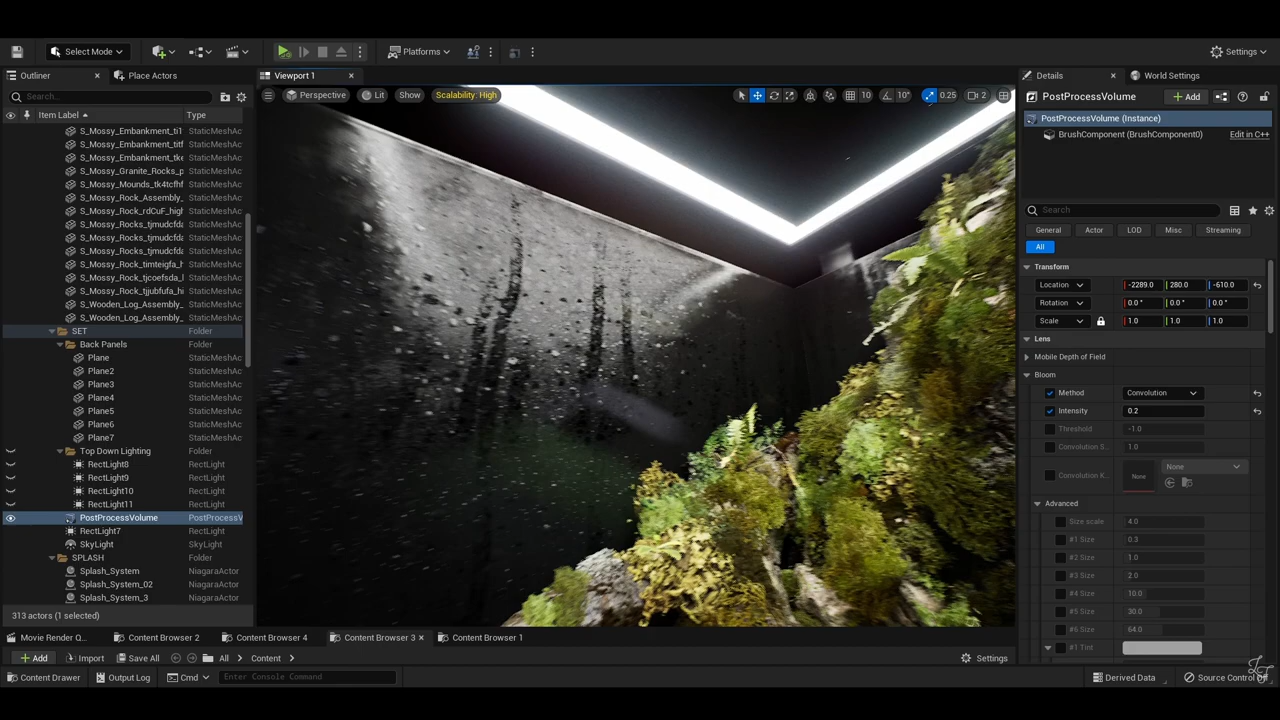 Select Mode
Platforms
Settings
Outliner
Place Actors
Viewport 1
Details
World Settings
Search...
Perspective
Lit
Show
Scalability: High
10
10°
0.25
2
PostProcessVolume
Add
Item Label
Type
PostProcessVolume (Instance)
BrushComponent (BrushComponent0)
Edit in C++
S_Mossy_Embankment_ti1 StaticMeshAc
S_Mossy_Embankment_titf StaticMeshAc
S_Mossy_Embankment_tke StaticMeshAc
S_Mossy_Granite_Rocks_p StaticMeshAc
S_Mossy_Mounds_tk4tcfhf StaticMeshAc
S_Mossy_Rock_Assembly_ StaticMeshAc
S_Mossy_Rock_rdCuF_high StaticMeshAc
S_Mossy_Rocks_tjmudcfda StaticMeshAc
S_Mossy_Rocks_tjmudcfda StaticMeshAc
S_Mossy_Rocks_tjmudcfda StaticMeshAc
S_Mossy_Rock_timteigfa_h StaticMeshAc
S_Mossy_Rock_tjcoefsda_l StaticMeshAc
S_Mossy_Rock_tjjubfufa_hi StaticMeshAc
S_Wooden_Log_Assembly_ StaticMeshAc
S_Wooden_Log_Assembly_ StaticMeshAc
SET Folder
Back Panels Folder
Plane StaticMeshAc
Plane2 StaticMeshAc
Plane3 StaticMeshAc
Plane4 StaticMeshAc
Plane5 StaticMeshAc
Plane6 StaticMeshAc
Plane7 StaticMeshAc
Top Down Lighting Folder
RectLight8 RectLight
RectLight9 RectLight
RectLight10 RectLight
RectLight11 RectLight
PostProcessVolume PostProcessV
RectLight7 RectLight
SkyLight SkyLight
SPLASH Folder
Splash_System NiagaraActor
Splash_System_02 NiagaraActor
Splash_System_3 NiagaraActor
313 actors (1 selected)
Search
General
Actor
LOD
Misc
Streaming
All
Transform
Location -2289.0 280.0 -610.0
Rotation 0.0 ° 0.0 ° 0.0 °
Scale 1.0 1.0 1.0
Lens
Mobile Depth of Field
Bloom
Method Convolution
Intensity 0.2
Threshold -1.0
Convolution S... 1.0
Convolution K... None None
Advanced
Size scale 4.0
#1 Size 0.3
#2 Size 1.0
#3 Size 2.0
#4 Size 10.0
#5 Size 30.0
#6 Size 64.0
#1 Tint
Movie Render Q...
Content Browser 2
Content Browser 4
Content Browser 3
Content Browser 1
Add
Import
Save All
All
Content
Settings
Content Drawer
Output Log
Cmd
Enter Console Command
Derived Data
Source Control